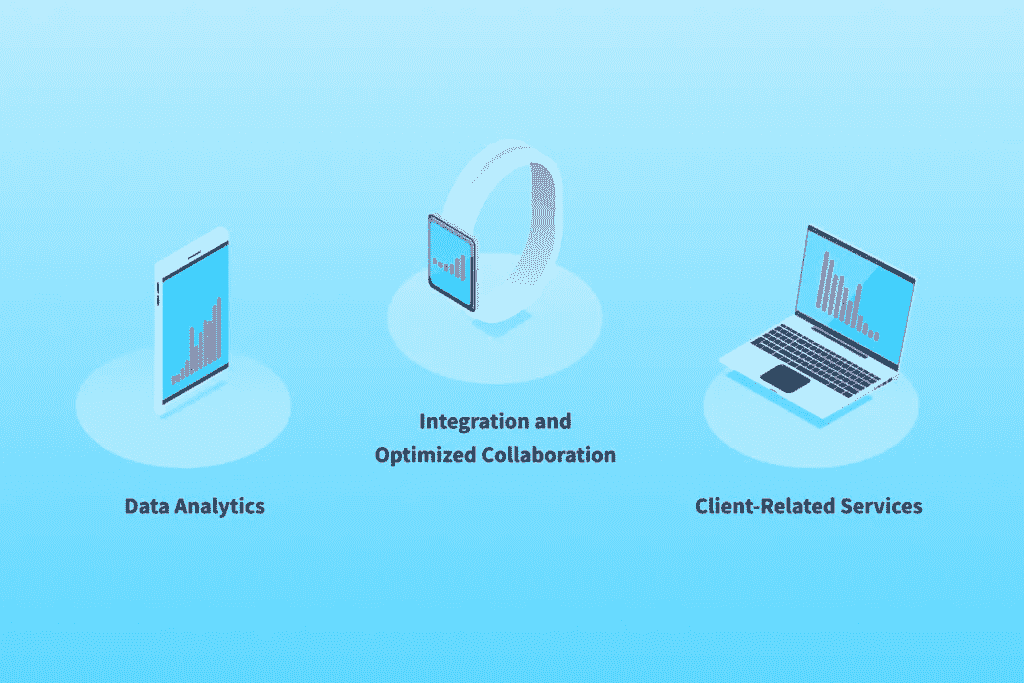 Data Analytics
Integration and
Optimized Collaboration
Client-Related Services